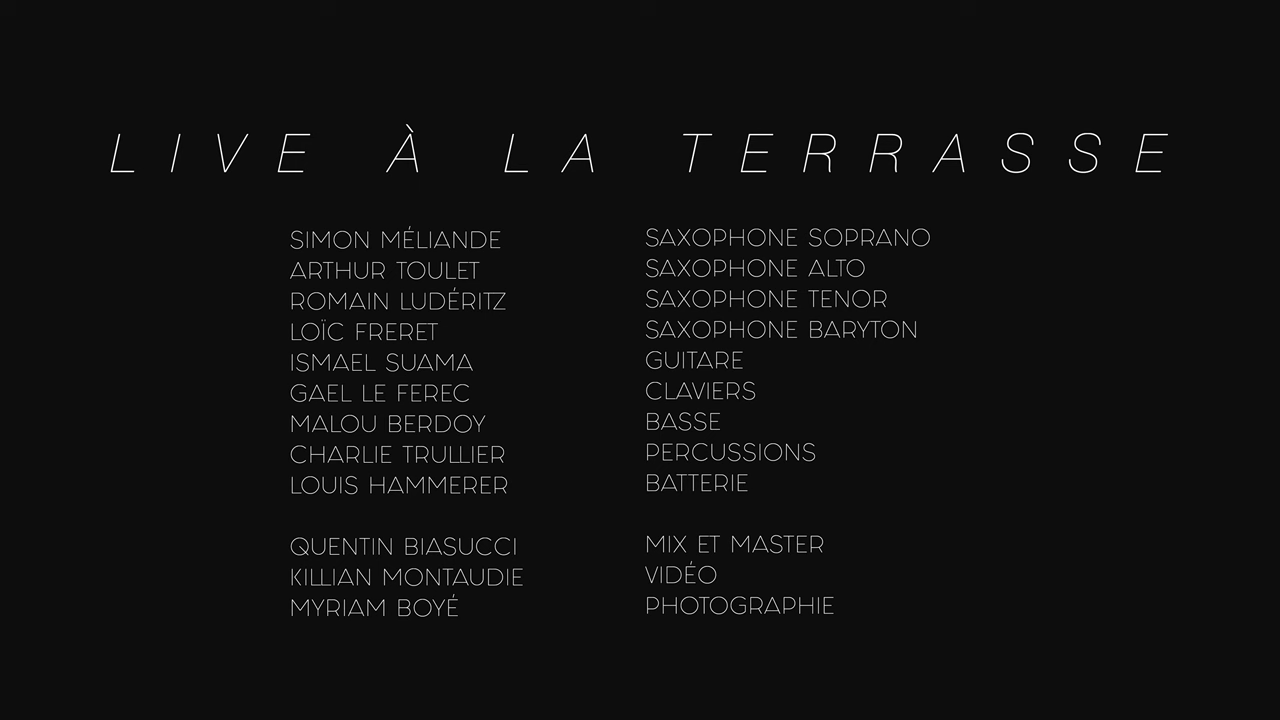 LIVE À LA TERRASSE
SIMON MÉLIANDE SAXOPHONE SOPRANO
ARTHUR TOULET SAXOPHONE ALTO
ROMAIN LUDÉRITZ SAXOPHONE TENOR
LOÏC FRERET SAXOPHONE BARYTON
ISMAEL SUAMA GUITARE
GAEL LE FEREC CLAVIERS
MALOU BERDOY BASSE
CHARLIE TRULLIER PERCUSSIONS
LOUIS HAMMERER BATTERIE
QUENTIN BIASUCCI MIX ET MASTER
KILLIAN MONTAUDIE VIDÉO
MYRIAM BOYÉ PHOTOGRAPHIE